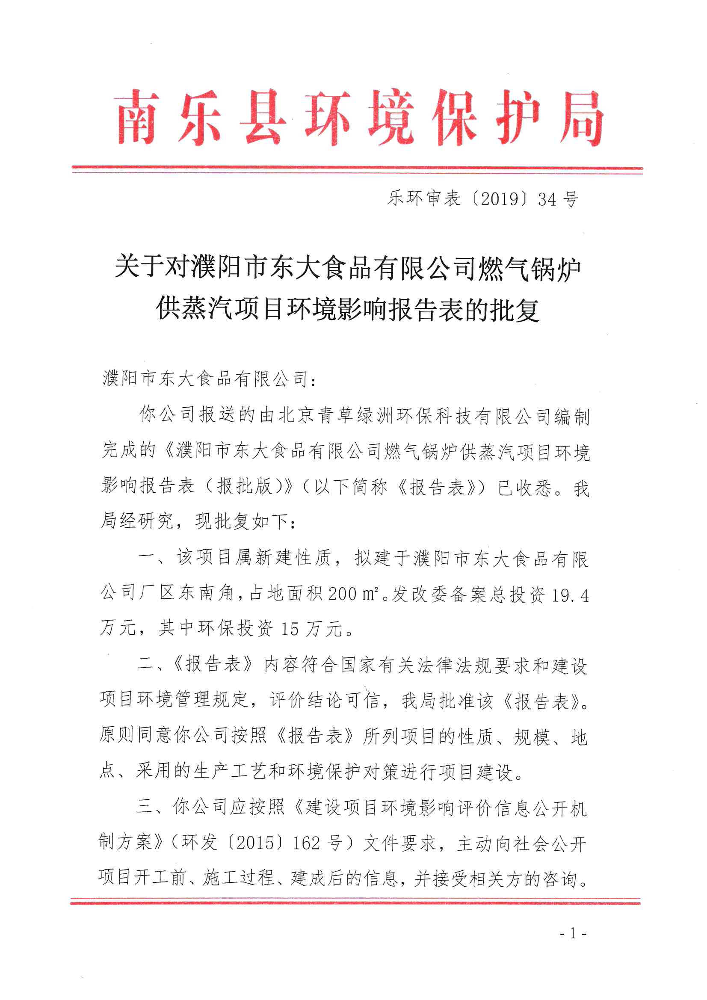 南乐县环境保护局
乐环审表〔2019〕34号
关于对濮阳市东大食品有限公司燃气锅炉
供蒸汽项目环境影响报告表的批复
濮阳市东大食品有限公司：
你公司报送的由北京青草绿洲环保科技有限公司编制
完成的《濮阳市东大食品有限公司燃气锅炉供蒸汽项目环境
影响报告表（报批版）》（以下简称《报告表》）已收悉。我
局经研究，现批复如下：
一、该项目属新建性质，拟建于濮阳市东大食品有限
公司厂区东南角，占地面积200㎡。发改委备案总投资19.4
万元，其中环保投资15万元。
二、《报告表》内容符合国家有关法律法规要求和建设
项目环境管理规定，评价结论可信，我局批准该《报告表》。
原则同意你公司按照《报告表》所列项目的性质、规模、地
点、采用的生产工艺和环境保护对策进行项目建设。
三、你公司应按照《建设项目环境影响评价信息公开机
制方案》（环发〔2015〕162号）文件要求，主动向社会公开
项目开工前、施工过程、建成后的信息，并接受相关方的咨询。
- 1 -